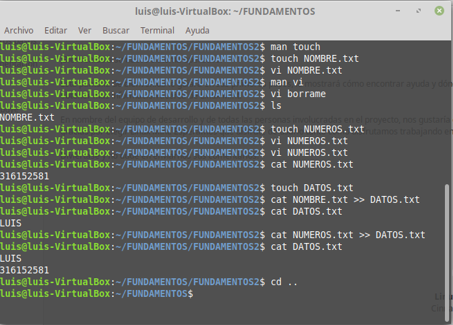 luis@luis-VirtualBox: ~/FUNDAMENTOS
Archivo Editar Ver Buscar Terminal Ayuda
luis@luis-VirtualBox:~/FUNDAMENTOS/FUNDAMENTOS2$ man touch
luis@luis-VirtualBox:~/FUNDAMENTOS/FUNDAMENTOS2$ touch NOMBRE.txt
luis@luis-VirtualBox:~/FUNDAMENTOS/FUNDAMENTOS2$ vi NOMBRE.txt
luis@luis-VirtualBox:~/FUNDAMENTOS/FUNDAMENTOS2$ man vi
luis@luis-VirtualBox:~/FUNDAMENTOS/FUNDAMENTOS2$ vi borrame
luis@luis-VirtualBox:~/FUNDAMENTOS/FUNDAMENTOS2$ ls
NOMBRE.txt
luis@luis-VirtualBox:~/FUNDAMENTOS/FUNDAMENTOS2$ touch NUMEROS.txt
luis@luis-VirtualBox:~/FUNDAMENTOS/FUNDAMENTOS2$ vi NUMEROS.txt
luis@luis-VirtualBox:~/FUNDAMENTOS/FUNDAMENTOS2$ vi NUMEROS.txt
luis@luis-VirtualBox:~/FUNDAMENTOS/FUNDAMENTOS2$ cat NUMEROS.txt
316152581
luis@luis-VirtualBox:~/FUNDAMENTOS/FUNDAMENTOS2$ touch DATOS.txt
luis@luis-VirtualBox:~/FUNDAMENTOS/FUNDAMENTOS2$ cat NOMBRE.txt >> DATOS.txt
luis@luis-VirtualBox:~/FUNDAMENTOS/FUNDAMENTOS2$ cat DATOS.txt
LUIS
luis@luis-VirtualBox:~/FUNDAMENTOS/FUNDAMENTOS2$ cat NUMEROS.txt >> DATOS.txt
luis@luis-VirtualBox:~/FUNDAMENTOS/FUNDAMENTOS2$ cat DATOS.txt
LUIS
316152581
luis@luis-VirtualBox:~/FUNDAMENTOS/FUNDAMENTOS2$ cd ..
luis@luis-VirtualBox:~/FUNDAMENTOS$